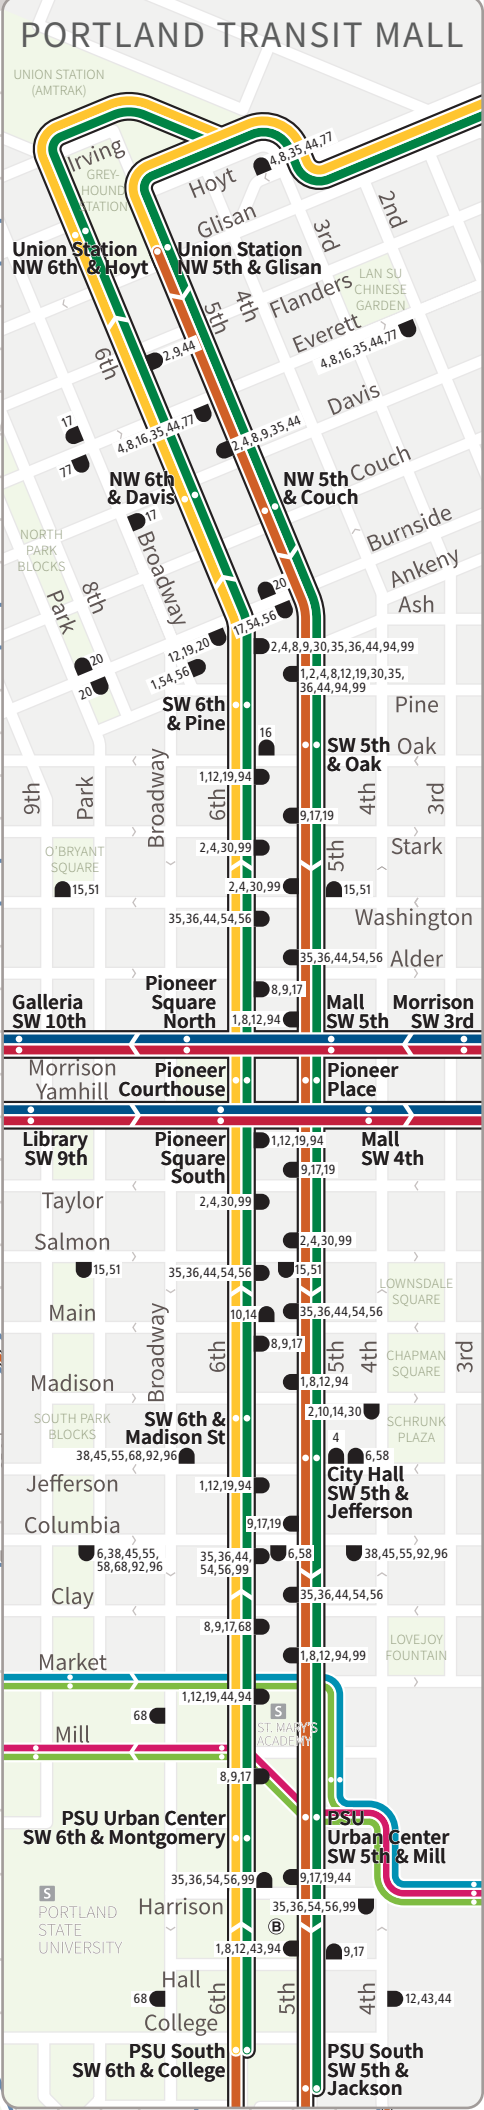 PORTLAND TRANSIT MALL
UNION STATION
(AMTRAK)
Irving
GREY-
HOUND
STATION
Hoyt
4,8,35,44,77
Glisan
3rd
2nd
Union Station
NW 6th & Hoyt
Union Station
NW 5th & Glisan
LAN SU
CHINESE
GARDEN
Flanders
5th
4th
Everett
4,8,16,35,44,77
6th
2,9,44
Davis
17
4,8,16,35,44,77
2,4,8,9,35,44
77
Couch
NW 6th
& Davis
NW 5th
& Couch
17
Burnside
NORTH
PARK
BLOCKS
Broadway
Ankeny
8th
Park
20
Ash
17,54,56
12,19,20
2,4,8,9,30,35,36,44,94,99
20
1,54,56
1,2,4,8,12,19,30,35,
36,44,94,99
20
SW 6th
& Pine
Pine
16
SW 5th
& Oak
Oak
1,12,19,94
9th
Park
Broadway
6th
4th
3rd
9,17,19
2,4,30,99
5th
Stark
O'BRYANT
SQUARE
15,51
2,4,30,99
15,51
35,36,44,54,56
Washington
35,36,44,54,56
Alder
Pioneer
Square
North
8,9,17
Galleria
SW 10th
1,8,12,94
Mall
SW 5th
Morrison
SW 3rd
Morrison
Yamhill
Pioneer
Courthouse
Pioneer
Place
Library
SW 9th
Pioneer
Square
South
1,12,19,94
Mall
SW 4th
9,17,19
Taylor
2,4,30,99
Salmon
2,4,30,99
15,51
35,36,44,54,56
15,51
LOWNSDALE
SQUARE
Main
10,14
35,36,44,54,56
Broadway
6th
8,9,17
5th
4th
CHAPMAN
SQUARE
3rd
Madison
1,8,12,94
2,10,14,30
SOUTH PARK
BLOCKS
SW 6th &
Madison St
SCHRUNK
PLAZA
4
38,45,55,68,92,96
6,58
Jefferson
1,12,19,94
City Hall
SW 5th &
Jefferson
Columbia
9,17,19
6,38,45,55,
58,68,92,96
35,36,44,
54,56,99
6,58
38,45,55,92,96
Clay
35,36,44,54,56
8,9,17,68
1,8,12,94,99
LOVEJOY
FOUNTAIN
Market
1,12,19,44,94
68
S
ST. MARY'S
ACADEMY
Mill
8,9,17
PSU Urban Center
SW 6th & Montgomery
PSU
Urban Center
SW 5th & Mill
35,36,54,56,99
9,17,19,44
S
PORTLAND
STATE
UNIVERSITY
Harrison
35,36,54,56,99
B
1,8,12,43,94
9,17
Hall
68
6th
5th
4th
12,43,44
College
PSU South
SW 6th & College
PSU South
SW 5th &
Jackson